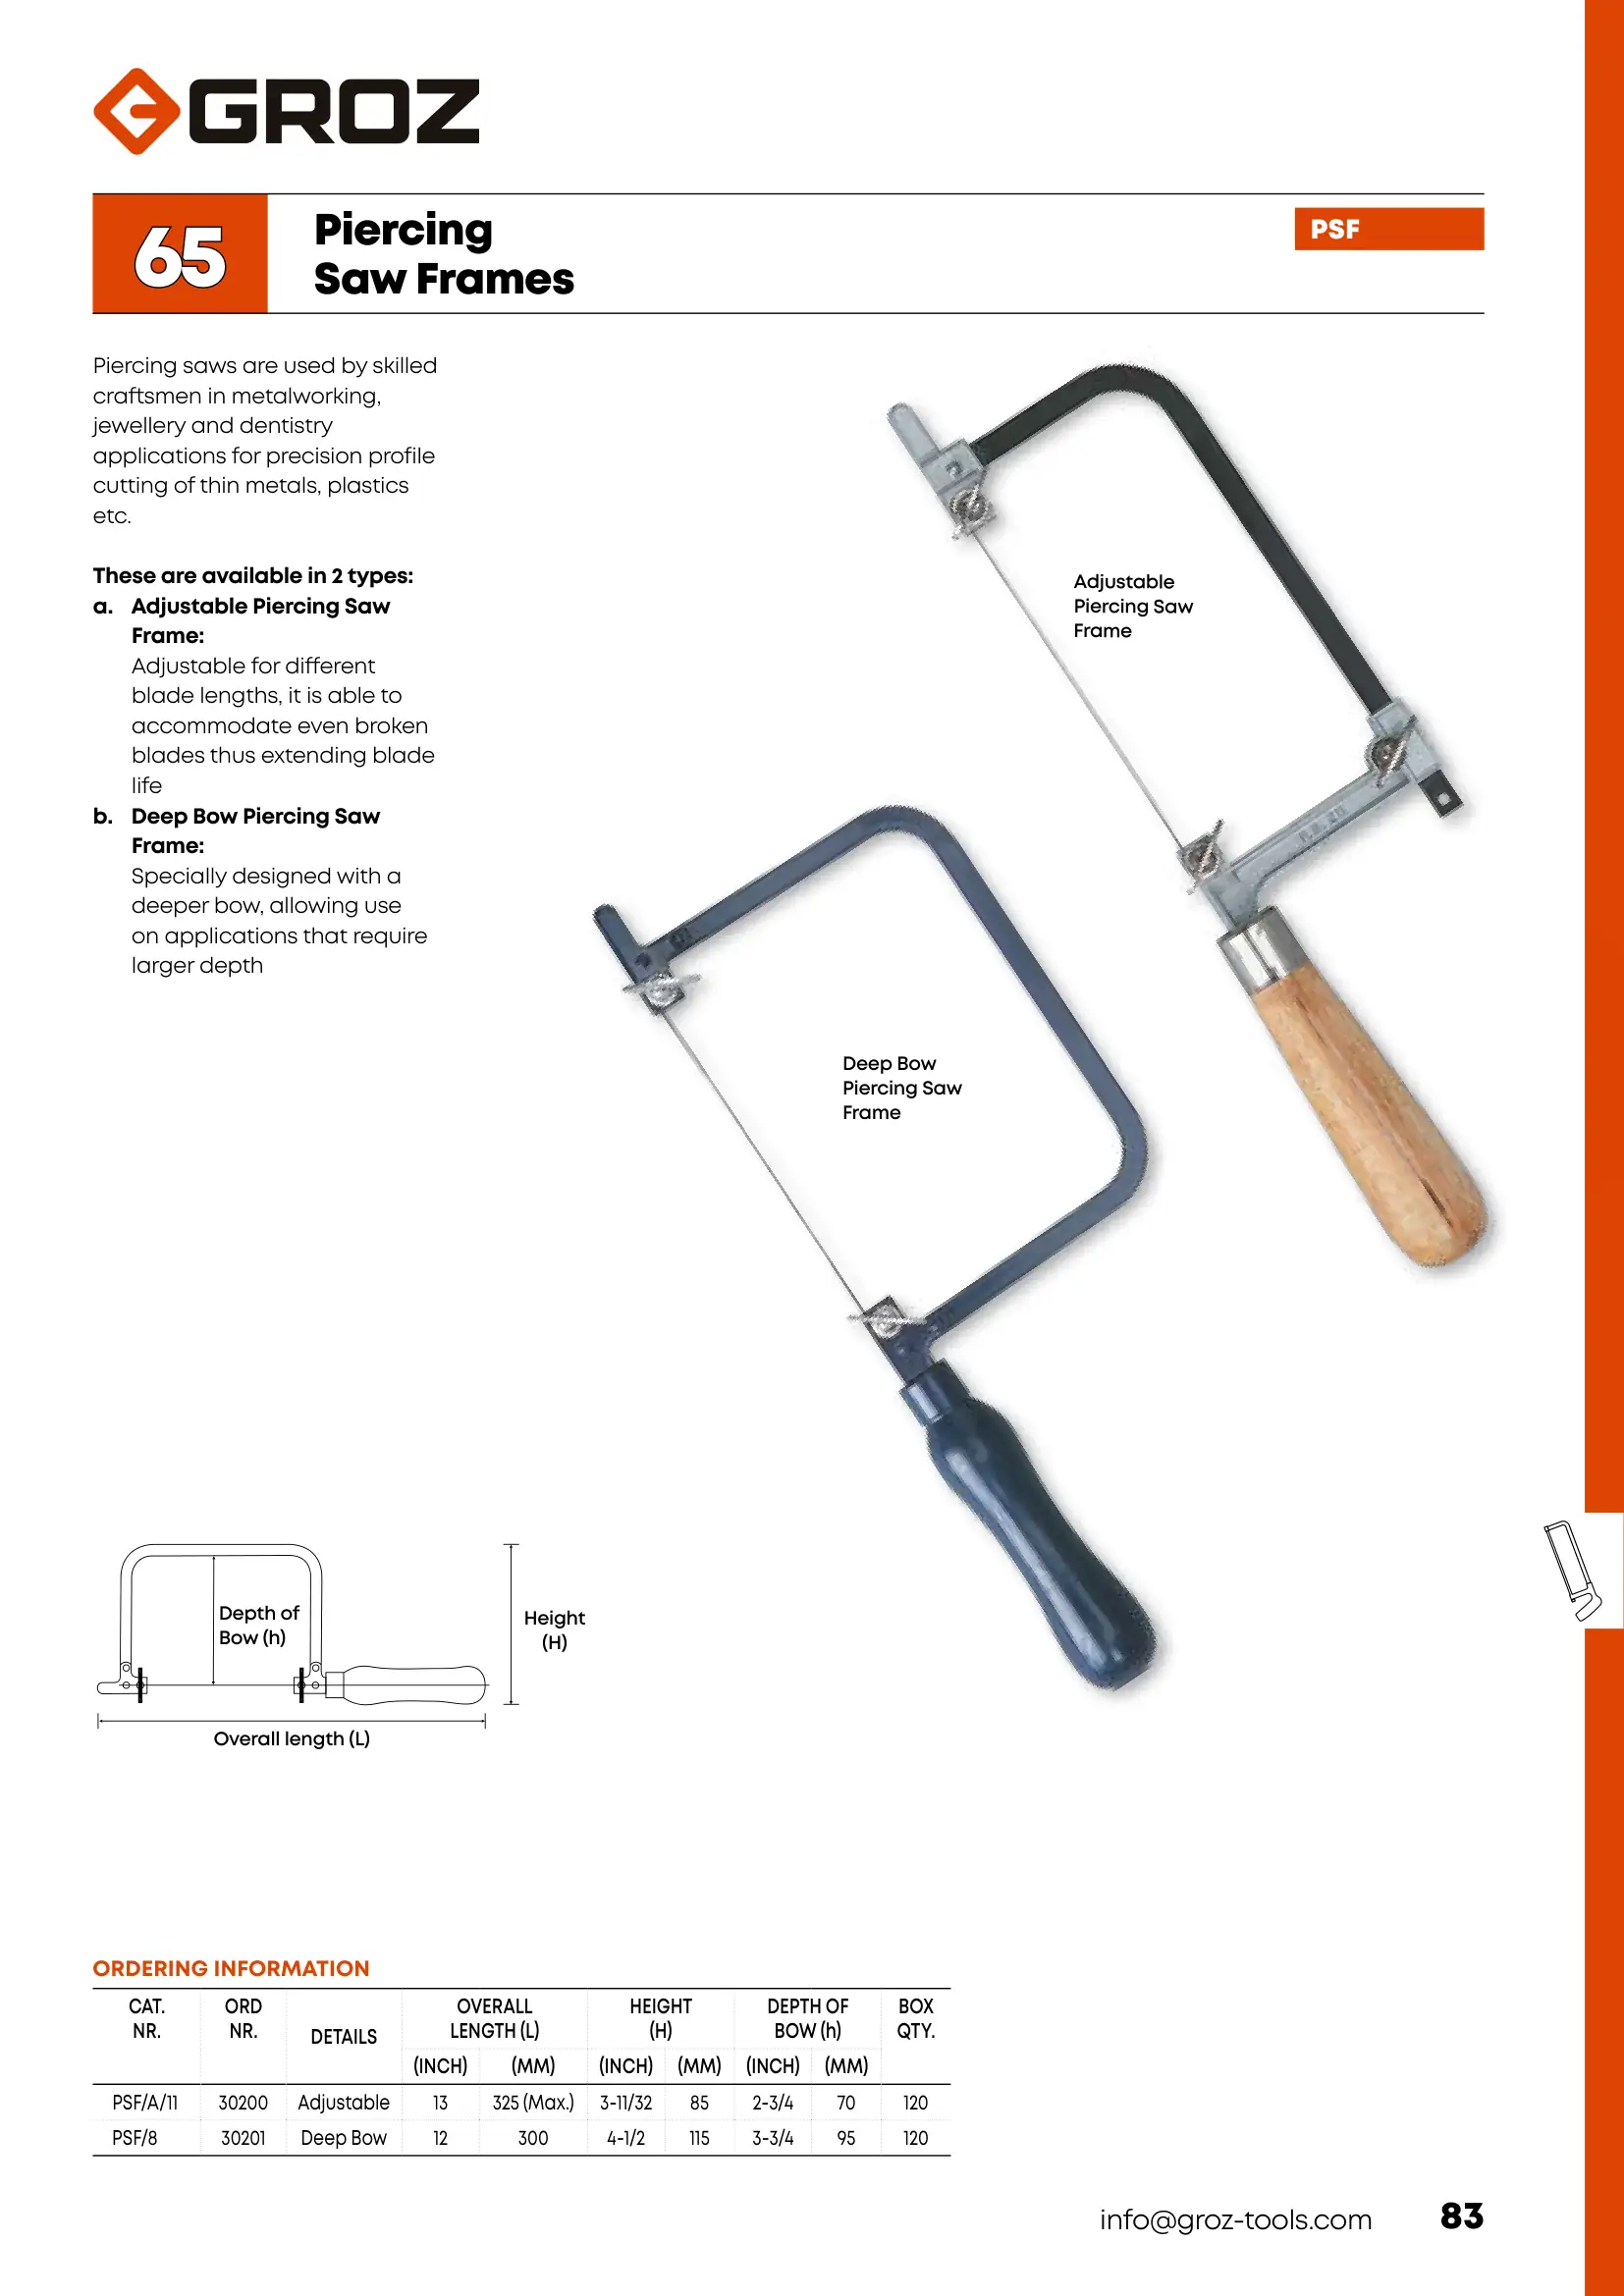 GROZ
65
Piercing
Saw Frames
PSF
Piercing saws are used by skilled
craftsmen in metalworking,
jewellery and dentistry
applications for precision profile
cutting of thin metals, plastics
etc.
These are available in 2 types:
a. Adjustable Piercing Saw
Frame:
Adjustable for different
blade lengths, it is able to
accommodate even broken
blades thus extending blade
life
b. Deep Bow Piercing Saw
Frame:
Specially designed with a
deeper bow, allowing use
on applications that require
larger depth
Adjustable
Piercing Saw
Frame
Deep Bow
Piercing Saw
Frame
Depth of
Bow (h)
Height
(H)
Overall length (L)
ORDERING INFORMATION
CAT. NR. ORD NR. DETAILS OVERALL LENGTH (L) HEIGHT (H) DEPTH OF BOW (h) BOX QTY.
(INCH) (MM) (INCH) (MM) (INCH) (MM)
PSF/A/11 30200 Adjustable 13 325 (Max.) 3-11/32 85 2-3/4 70 120
PSF/8 30201 Deep Bow 12 300 4-1/2 115 3-3/4 95 120
info@groz-tools.com 83